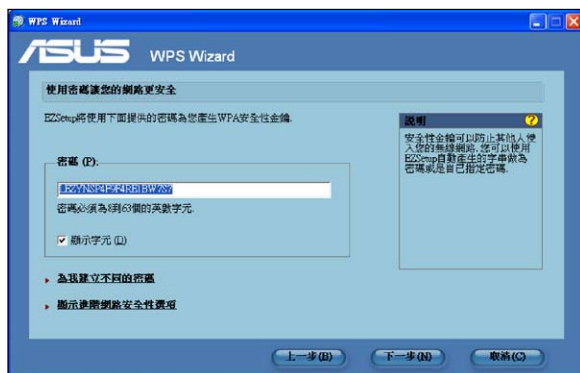 WPS Wizard
ASUS WPS Wizard
使用密碼讓您的網路更安全
EZSetup將使用下面提供的密碼為您產生WPA安全性金鑰.
密碼 (P):
密碼必須為8到63個的英數字元.
顯示字元 (D)
為我建立不同的密碼
顯示進階網路安全性選項
說明
安全性金鑰可以防止其他人侵
入您的無線網路. 您可以使用
EZSetup自動產生的字串做為
密碼或是自己指定密碼.
上一步(B)
下一步(N)
取消(C)